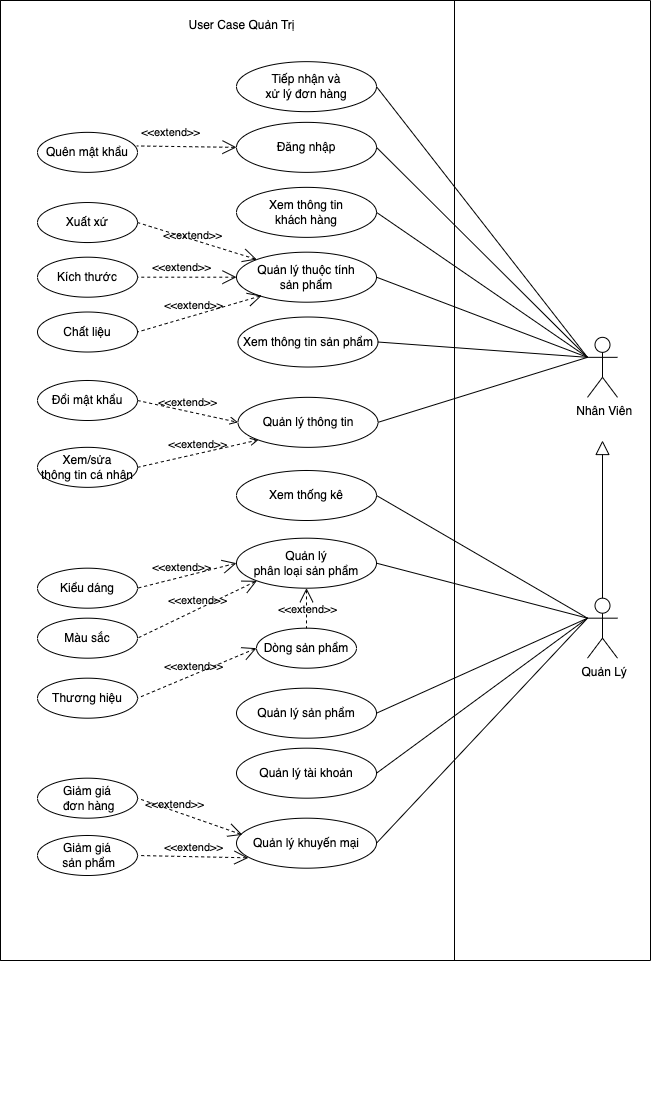 User Case Quản Trị
Tiếp nhận và
xử lý đơn hàng
<<extend>>
Quên mật khẩu
Đăng nhập
Xem thông tin
khách hàng
Xuất xứ
<<extend>>
Kích thước
<<extend>>
Quản lý thuộc tính
sản phẩm
<<extend>>
Chất liệu
Xem thông tin sản phẩm
Nhân Viên
Đổi mật khẩu
<<extend>>
Quản lý thông tin
<<extend>>
Xem/sửa
thông tin cá nhân
Xem thống kê
Quản lý
phân loại sản phẩm
<<extend>>
Kiểu dáng
<<extend>>
<<extend>>
Màu sắc
Dòng sản phẩm
<<extend>>
Quản Lý
Thương hiệu
Quản lý sản phẩm
Quản lý tài khoản
Giảm giá
đơn hàng
<<extend>>
Quản lý khuyến mại
<<extend>>
Giảm giá
sản phẩm